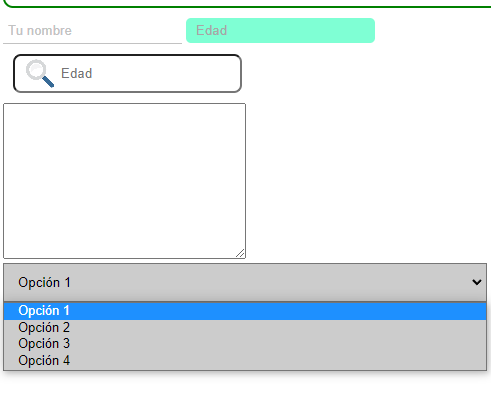 Tu nombre Edad
Edad
Opción 1
Opción 1
Opción 2
Opción 3
Opción 4